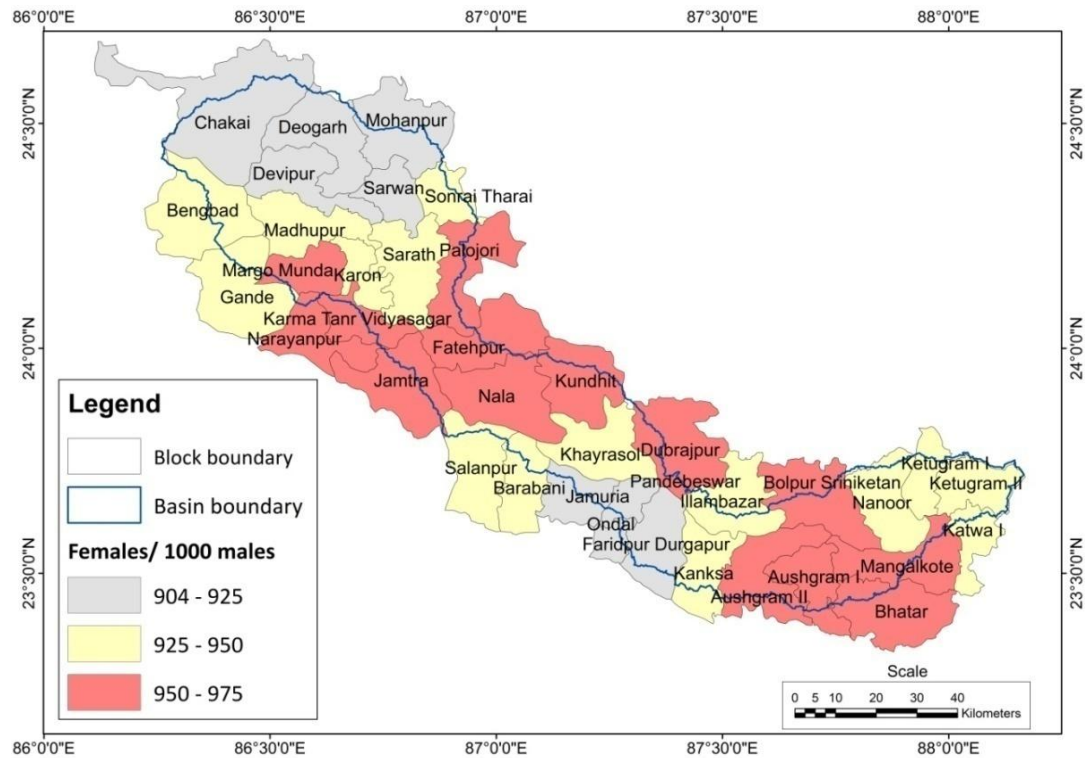 86°0'0"E 86°30'0"E 87°0'0"E 87°30'0"E 88°0'0"E
24°30'0"N 24°30'0"N
Chakai Deogarh Mohanpur
Devipur
Sarwan
Sonrai Tharai
Bengbad
Madhupur
Sarath Palojori
Margo Munda Karon
Gande
Karma Tanr Vidyasagar
Narayanpur Fatehpur
24°0'0"N 24°0'0"N
Jamtra Kundhit
Nala
Khayrasol Dubrajpur
Salanpur Ketugram I
Pandebeswar Bolpur Sriniketan Ketugram II
Barabani Jamuria Illambazar Nanoor
Ondal Katwa I
Faridpur Durgapur
Kanksa Aushgram I Mangalkote
23°30'0"N 23°30'0"N
Aushgram II Bhatar
Legend
Block boundary
Basin boundary
Females/ 1000 males
904 - 925
925 - 950
950 - 975
Scale
0 5 10 20 30 40
Kilometers
86°0'0"E 86°30'0"E 87°0'0"E 87°30'0"E 88°0'0"E